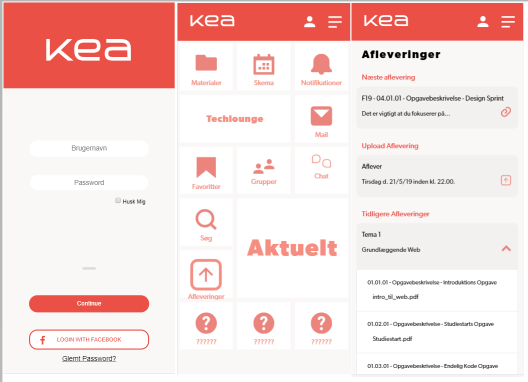 kea
Brugernavn
Password
Husk Mig
Continue
f LOGIN WITH FACEBOOK
Glemt Password?
kea
Materialer
Skema
Notifikationer
Techlounge
Mail
Favoritter
Grupper
Chat
Søg
Aktuelt
Afleveringer
??????
??????
??????
kea
Afleveringer
Næste aflevering
F19 - 04.01.01 - Opgavebeskrivelse - Design Sprint
Det er vigtigt at du fokuserer på...
Upload Aflevering
Aflever
Tirsdag d. 21/5/19 inden kl. 22.00.
Tidligere Afleveringer
Tema 1
Grundlæggende Web
01.01.01 - Opgavebeskrivelse - Introduktions Opgave
intro_til_web.pdf
01.02.01 - Opgavebeskrivelse - Studiestarts Opgave
Studiestart.pdf
01.03.01 - Opgavebeskrivelse - Endelig Kode Opgave